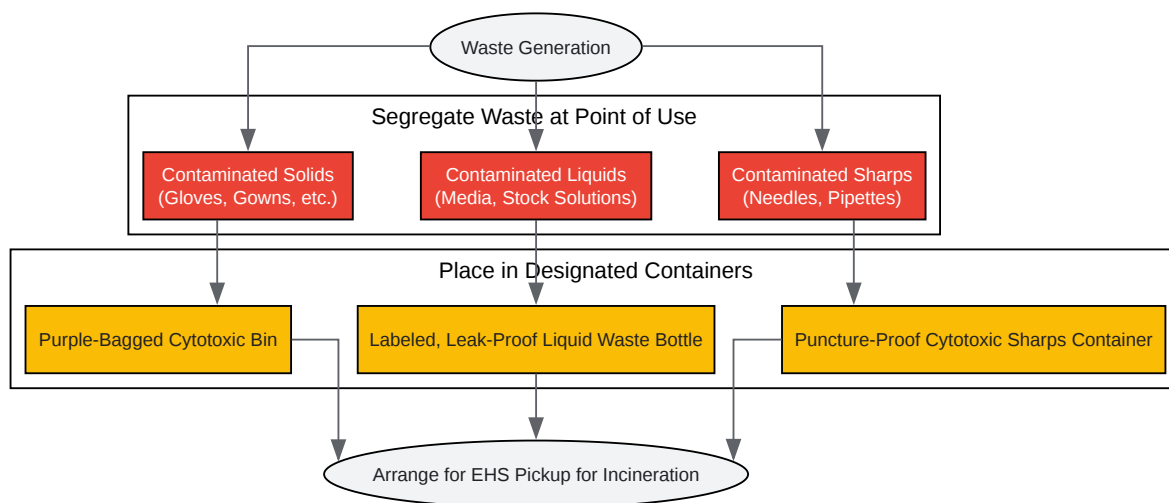 Waste Generation
Segregate Waste at Point of Use
Contaminated Solids
(Gloves, Gowns, etc.)
Contaminated Liquids
(Media, Stock Solutions)
Contaminated Sharps
(Needles, Pipettes)
Place in Designated Containers
Purple-Bagged Cytotoxic Bin
Labeled, Leak-Proof Liquid Waste Bottle
Puncture-Proof Cytotoxic Sharps Container
Arrange for EHS Pickup for Incineration